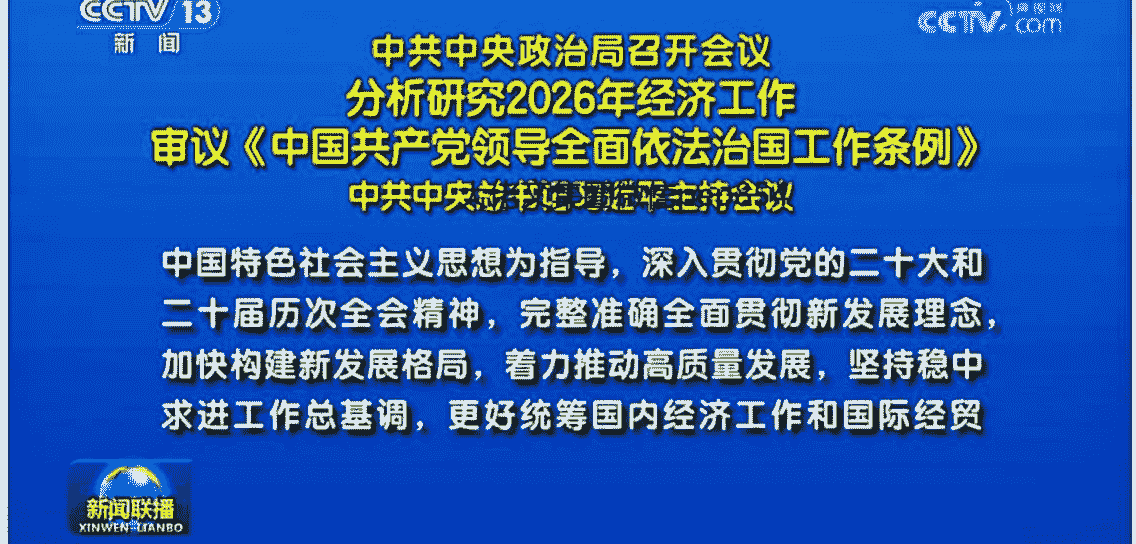 CCTV 13
新闻
CCTV com
中共中央政治局召开会议
分析研究2026年经济工作
审议《中国共产党领导全面依法治国工作条例》
中共中央 主持会议
中国特色社会主义思想为指导，深入贯彻党的二十大和
二十届历次全会精神，完整准确全面贯彻新发展理念，
加快构建新发展格局，着力推动高质量发展，坚持稳中
求进工作总基调，更好统筹国内经济工作和国际经贸
新闻联播
XINWEN LIANBO